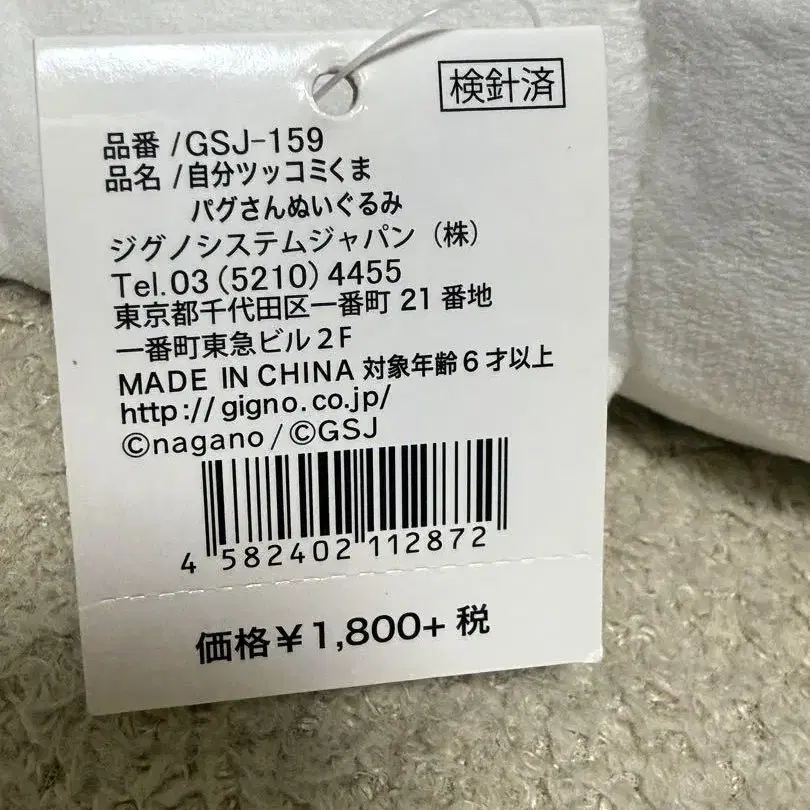 検針済
品番/GSJ-159
品名/自分ツッコミくま
パグさんぬいぐるみ
ジグノシステムジャパン(株)
Tel.03(5210)4455
東京都千代田区一番町 21 番地
一番町東急ビル2F
MADE IN CHINA 対象年齢6才以上
http://gigno.co.jp/
©nagano/©GSJ
4 582402 112872
価格¥1,800+税